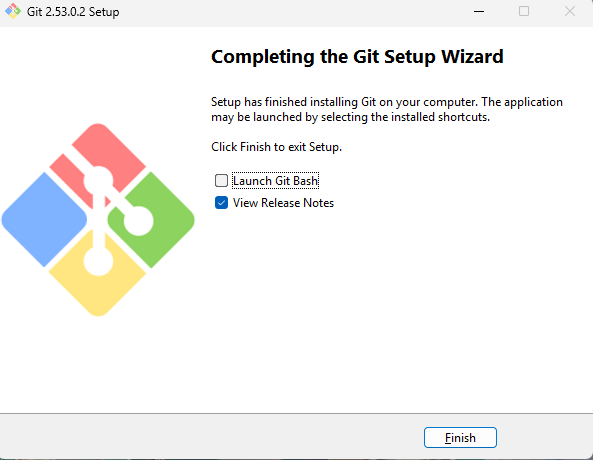 Git 2.53.0.2 Setup
Completing the Git Setup Wizard
Setup has finished installing Git on your computer. The application
may be launched by selecting the installed shortcuts.
Click Finish to exit Setup.
Launch Git Bash
View Release Notes
Finish